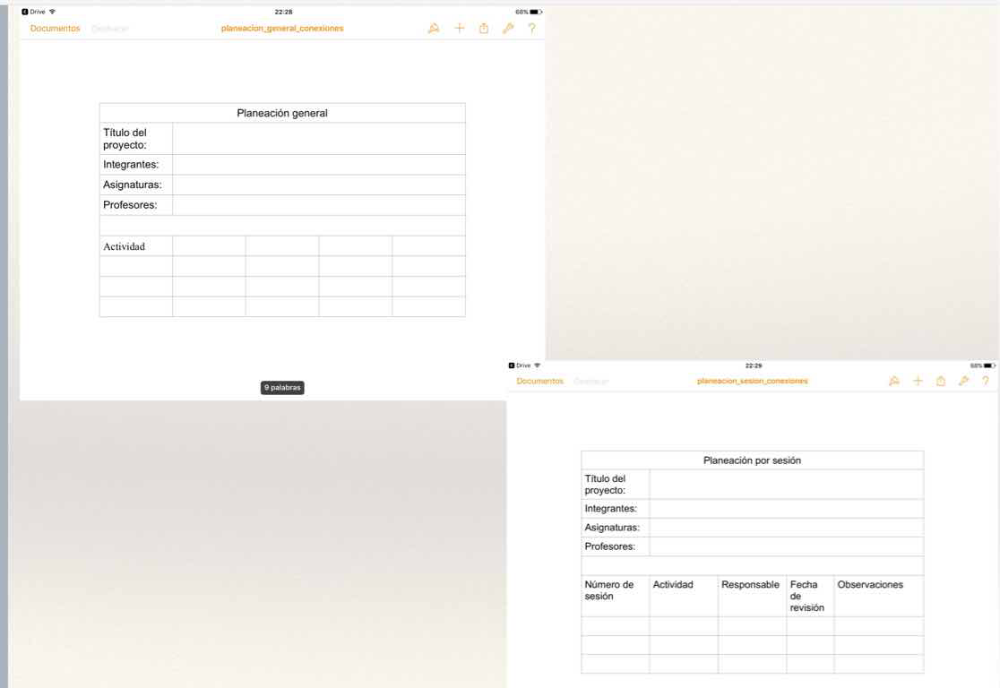 Drive 22:28 68%
Documentos Deshacer planeacion_general_conexiones ?
Planeación general
Título del
proyecto:
Integrantes:
Asignaturas:
Profesores:
Actividad
9 palabras
Drive 22:29 68%
Documentos Deshacer planeacion_sesion_conexiones ?
Planeación por sesión
Título del
proyecto:
Integrantes:
Asignaturas:
Profesores:
Número de Actividad Responsable Fecha Observaciones
sesión de
revisión